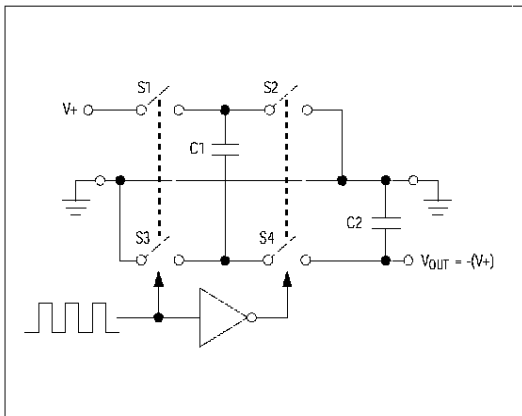 S1
S2
V+
C1
C2
S3
S4
VOUT = -(V+)